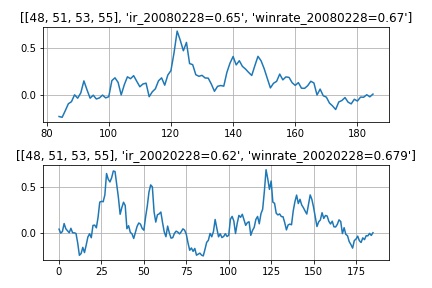 [[48, 51, 53, 55], 'ir_20080228=0.65', 'winrate_20080228=0.67']
0.5
0.0
80 100 120 140 160 180
[[48, 51, 53, 55], 'ir_20020228=0.62', 'winrate_20020228=0.679']
0.5
0.0
0 25 50 75 100 125 150 175